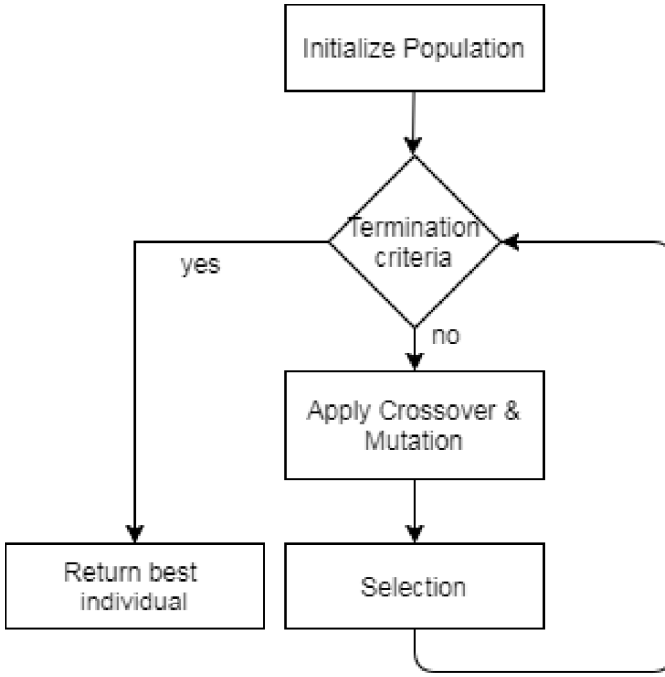 Initialize Population
Termination
criteria
yes
no
Apply Crossover &
Mutation
Return best
individual
Selection